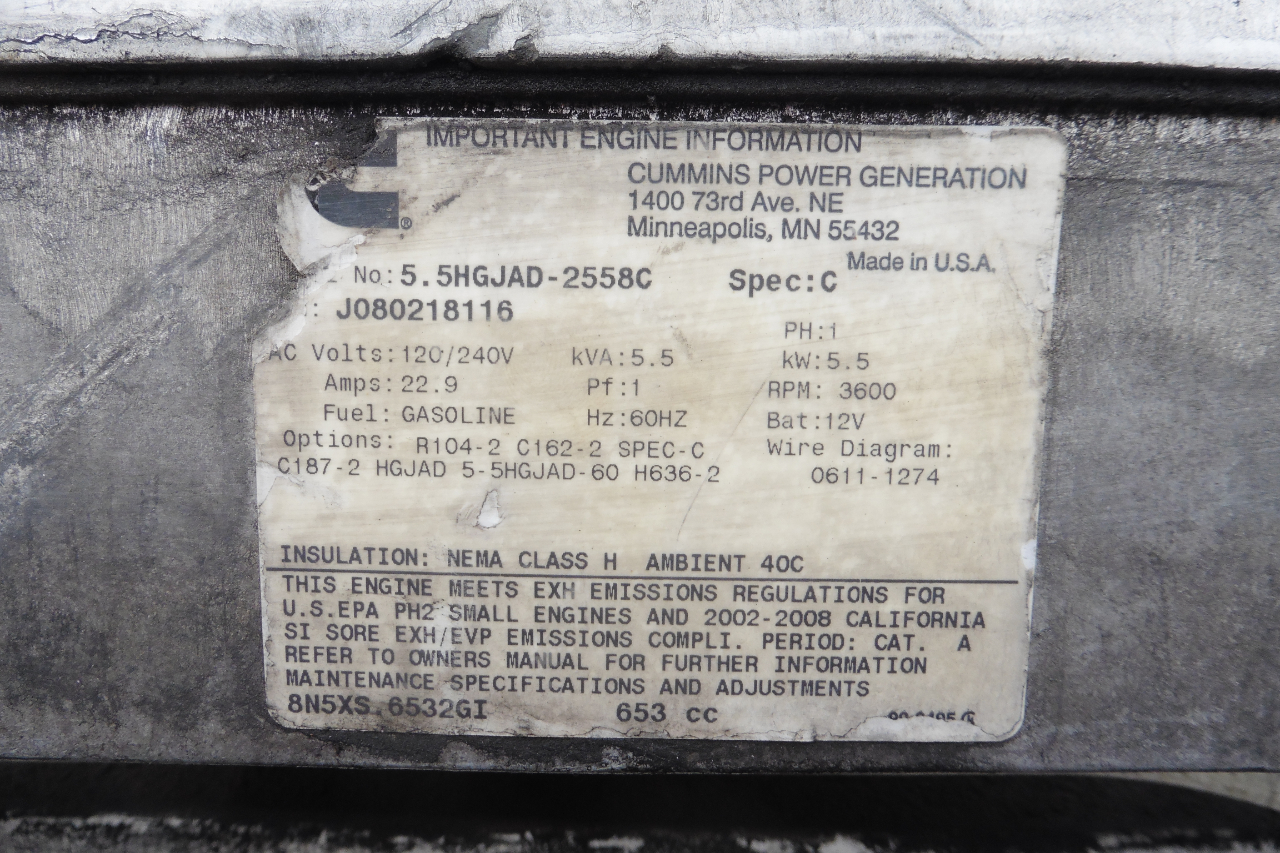 IMPORTANT ENGINE INFORMATION
CUMMINS POWER GENERATION
1400 73rd Ave. NE
Minneapolis, MN 55432
Made in U.S.A.
No: 5.5HGJAD-2558C Spec:C
: J080218116
PH:1
AC Volts: 120/240V kVA:5.5 kW:5.5
Amps: 22.9 Pf:1 RPM: 3600
Fuel: GASOLINE Hz:60HZ Bat:12V
Options: R104-2 C162-2 SPEC-C Wire Diagram:
C187-2 HGJAD 5-5HGJAD-60 H636-2 0611-1274
INSULATION: NEMA CLASS H AMBIENT 40C
THIS ENGINE MEETS EXH EMISSIONS REGULATIONS FOR
U.S.EPA PH2 SMALL ENGINES AND 2002-2008 CALIFORNIA
SI SORE EXH/EVP EMISSIONS COMPLI. PERIOD: CAT. A
REFER TO OWNERS MANUAL FOR FURTHER INFORMATION
MAINTENANCE SPECIFICATIONS AND ADJUSTMENTS
8N5XS.6532GI 653 CC